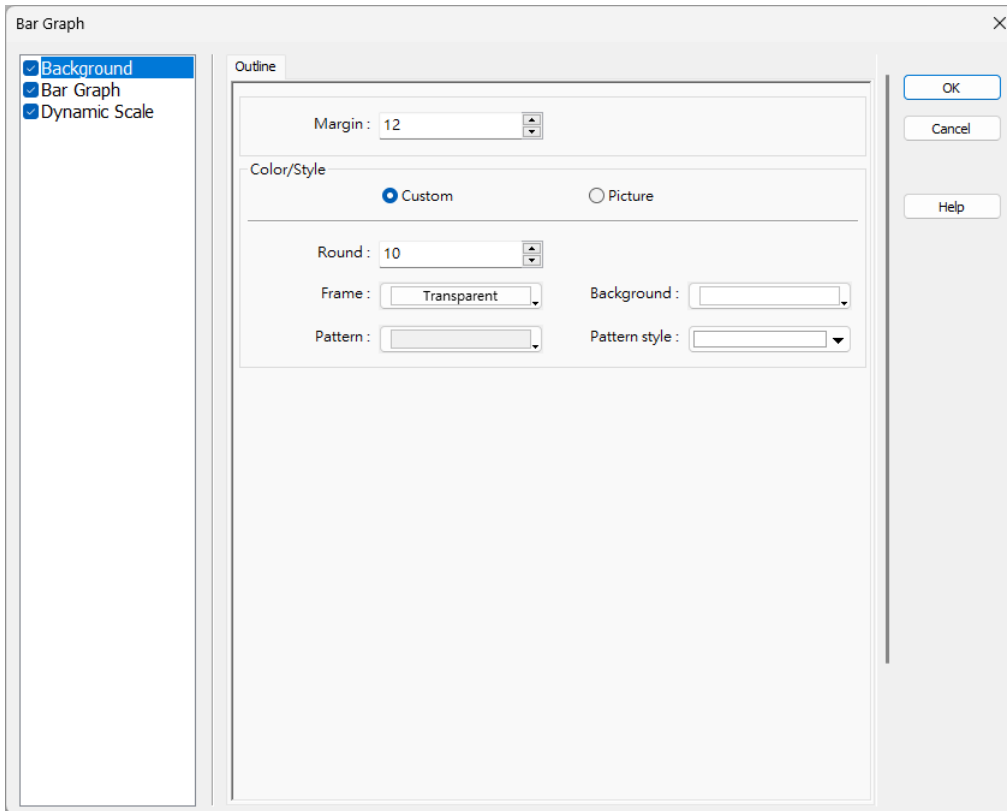 Bar Graph
Background
Bar Graph
Dynamic Scale
Outline
Margin : 12
Color/Style
Custom Picture
Round : 10
Frame : Transparent Background :
Pattern : Pattern style :
OK
Cancel
Help